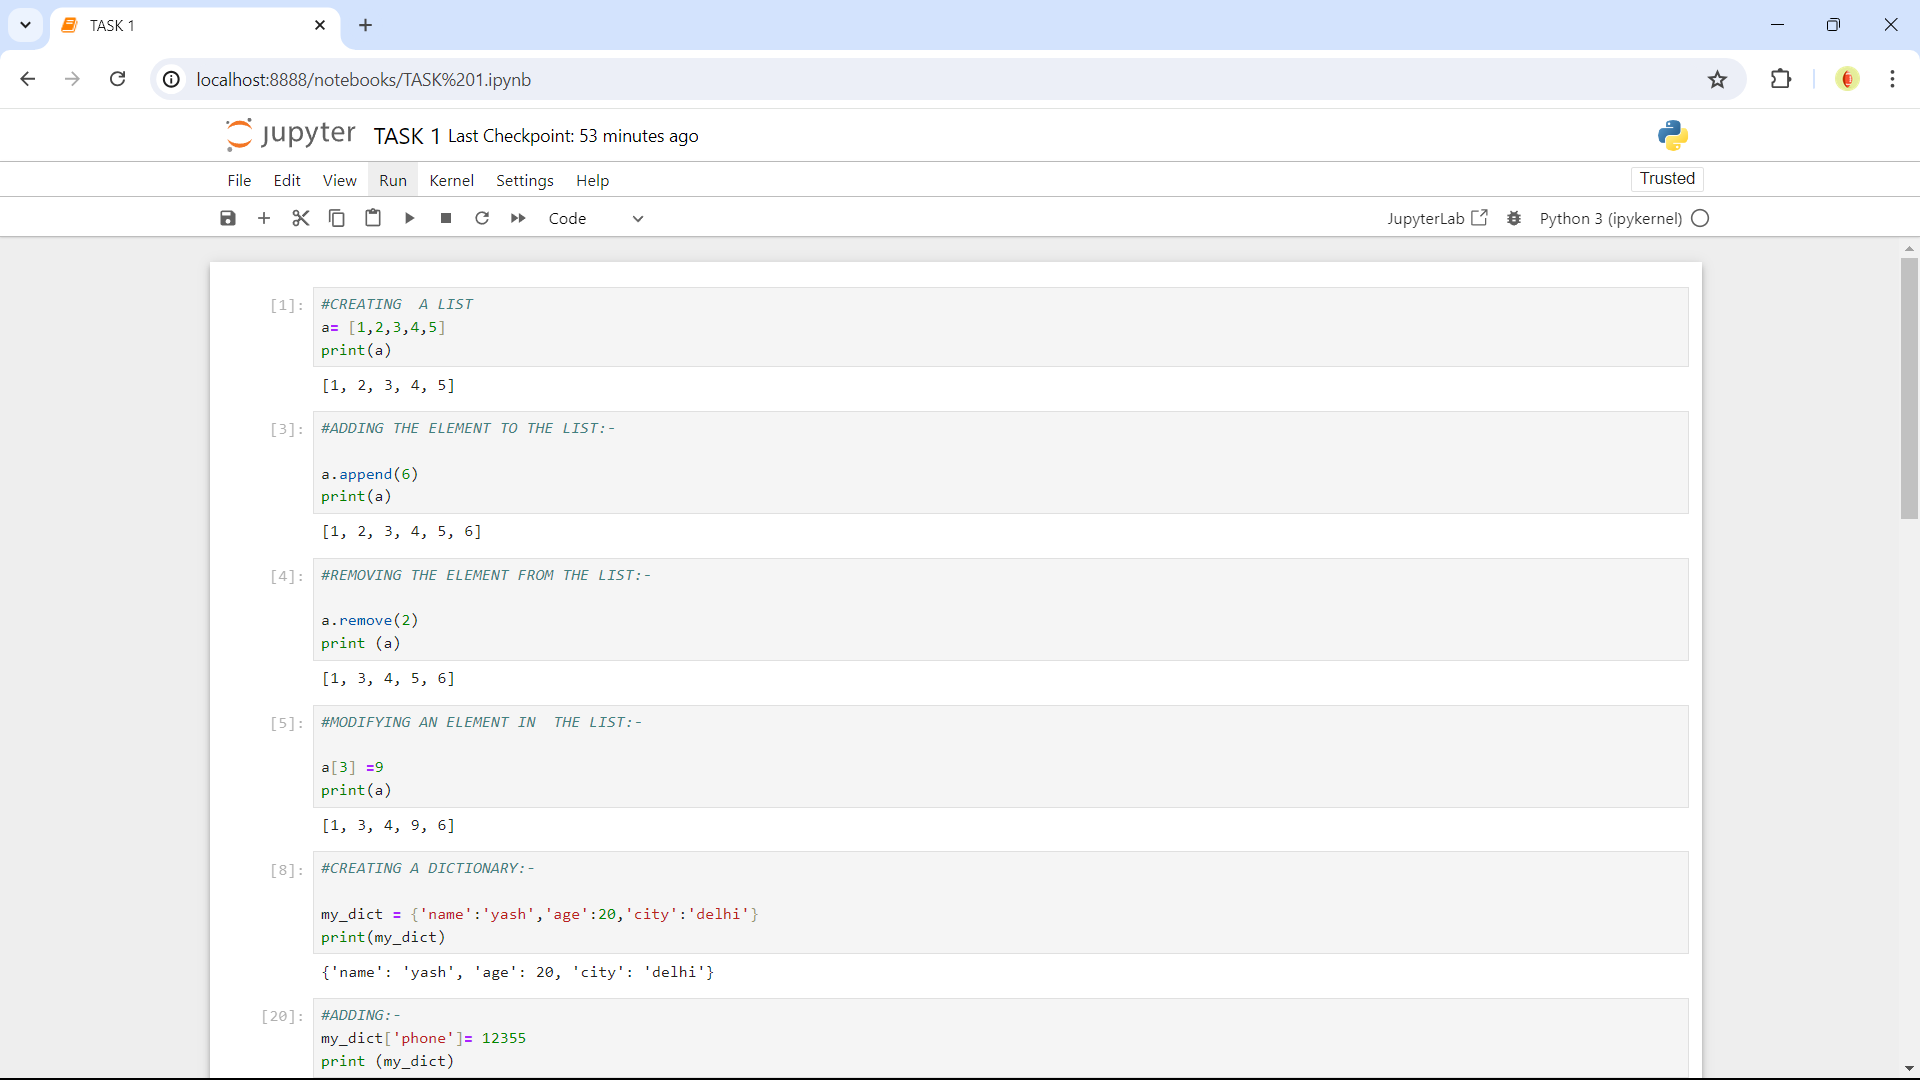 TASK 1
localhost:8888/notebooks/TASK%201.ipynb
jupyter TASK 1 Last Checkpoint: 53 minutes ago
File Edit View Run Kernel Settings Help
Trusted
Code
JupyterLab Python 3 (ipykernel)
[1]: #CREATING  A LIST
a= [1,2,3,4,5]
print(a)
[1, 2, 3, 4, 5]
[3]: #ADDING THE ELEMENT TO THE LIST:-
a.append(6)
print(a)
[1, 2, 3, 4, 5, 6]
[4]: #REMOVING THE ELEMENT FROM THE LIST:-
a.remove(2)
print (a)
[1, 3, 4, 5, 6]
[5]: #MODIFYING AN ELEMENT IN  THE LIST:-
a[3] =9
print(a)
[1, 3, 4, 9, 6]
[8]: #CREATING A DICTIONARY:-
my_dict = {'name':'yash','age':20,'city':'delhi'}
print(my_dict)
{'name': 'yash', 'age': 20, 'city': 'delhi'}
[20]: #ADDING:-
my_dict['phone']= 12355
print (my_dict)